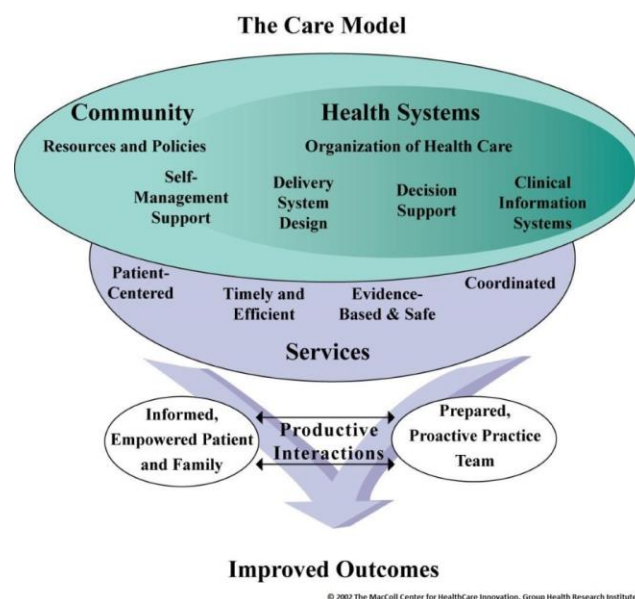 The Care Model
Community
Health Systems
Resources and Policies
Organization of Health Care
Self-
Management
Support
Delivery
System
Design
Decision
Support
Clinical
Information
Systems
Patient-
Centered
Timely and
Efficient
Evidence-
Based & Safe
Coordinated
Services
Informed,
Empowered Patient
and Family
Productive
Interactions
Prepared,
Proactive Practice
Team
Improved Outcomes
© 2002 The MacColl Center for HealthCare Innovation, Group Health Research Institute